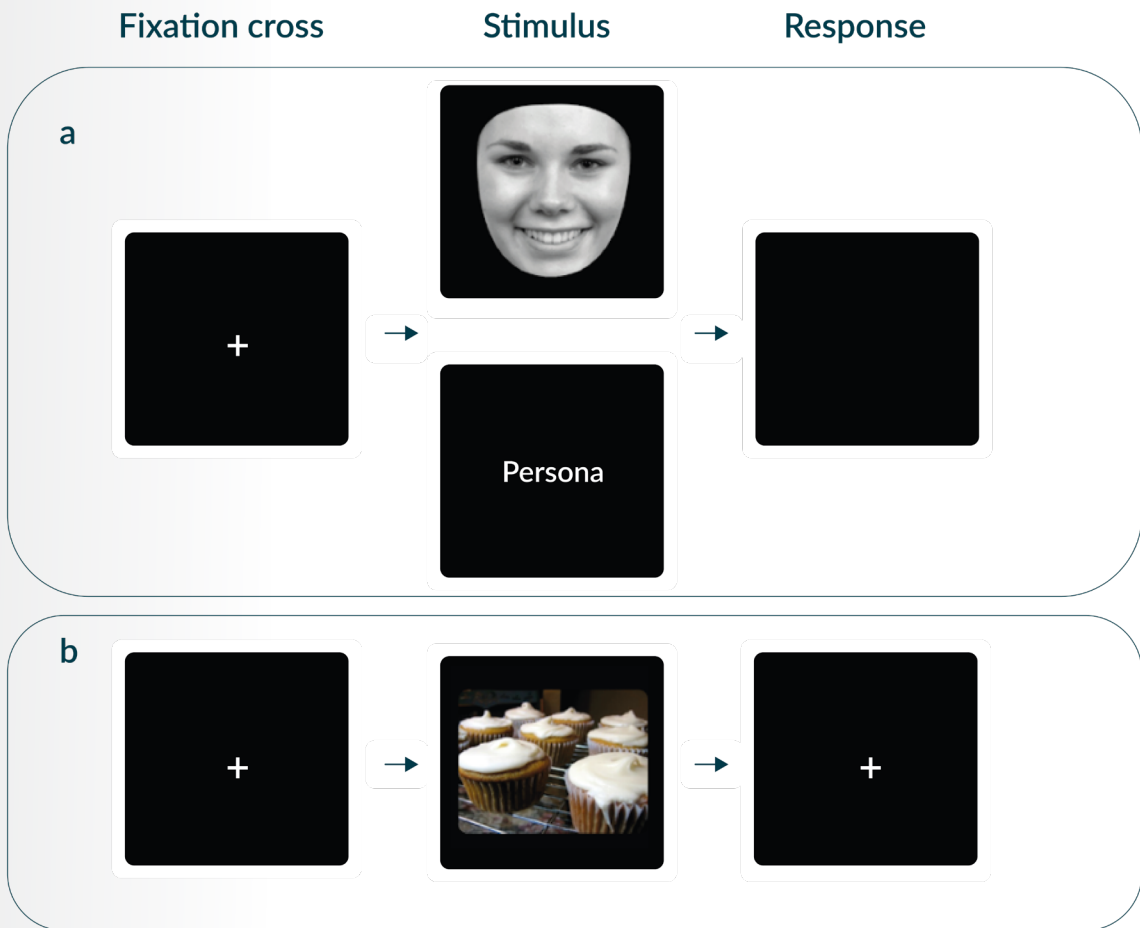 Fixation cross Stimulus Response
a
+
Persona
b
+ +